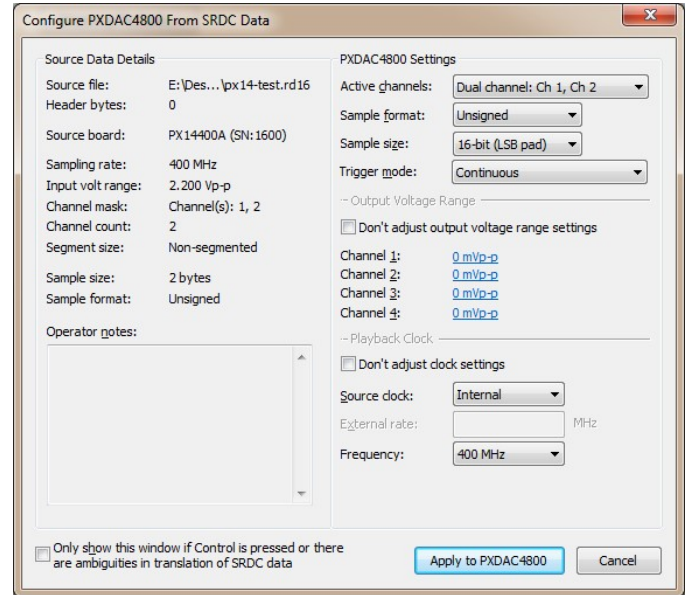 Configure PXDAC4800 From SRDC Data
Source Data Details
Source file: E:\Des...\px14-test.rd16
Header bytes: 0
Source board: PX14400A (SN:1600)
Sampling rate: 400 MHz
Input volt range: 2.200 Vp-p
Channel mask: Channel(s): 1, 2
Channel count: 2
Segment size: Non-segmented
Sample size: 2 bytes
Sample format: Unsigned
Operator notes:
PXDAC4800 Settings
Active channels: Dual channel: Ch 1, Ch 2
Sample format: Unsigned
Sample size: 16-bit (LSB pad)
Trigger mode: Continuous
Output Voltage Range
Don't adjust output voltage range settings
Channel 1: 0 mVp-p
Channel 2: 0 mVp-p
Channel 3: 0 mVp-p
Channel 4: 0 mVp-p
Playback Clock
Don't adjust clock settings
Source clock: Internal
External rate: MHz
Frequency: 400 MHz
Only show this window if Control is pressed or there
are ambiguities in translation of SRDC data
Apply to PXDAC4800
Cancel